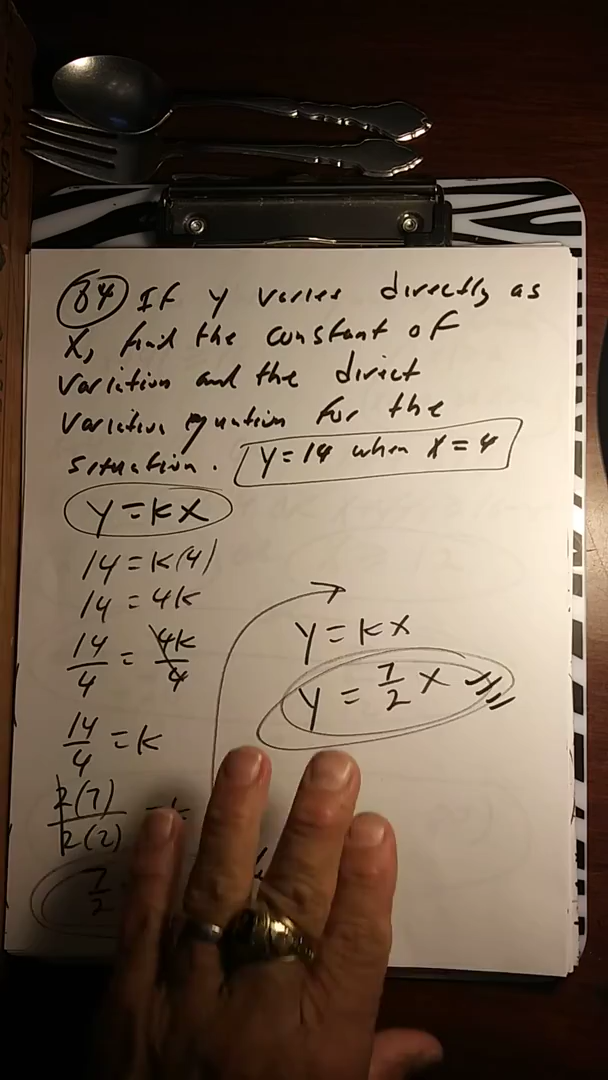 84 If y varies directly as
x, find the constant of
variation and the direct
variation equation for the
situation. y=14 when x=4
y=kx
14=k(4)
14=4k
14/4 = 4k/4
14/4 = k
2(7)/2(2) =k
7/2
y=kx
y = 7/2 x